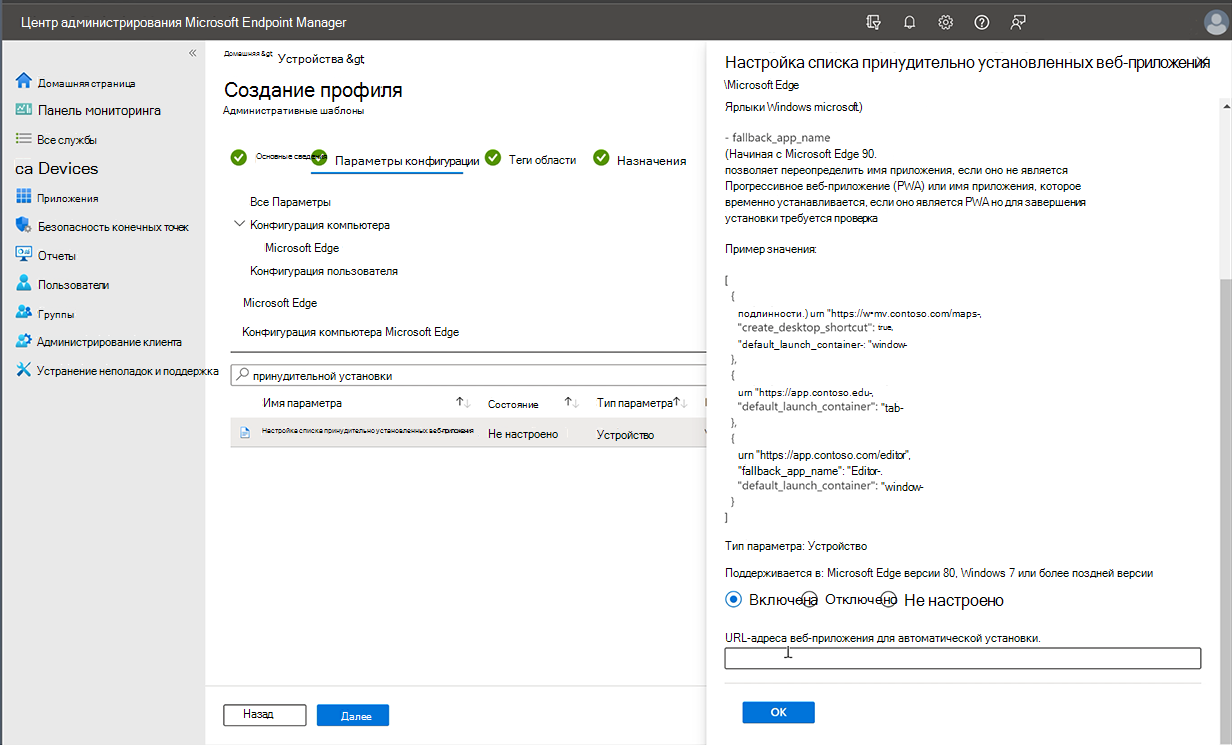 Центр администрирования Microsoft Endpoint Manager
Домашняя страница
Панель мониторинга
Все службы
ca Devices
Приложения
Безопасность конечных точек
Отчеты
Пользователи
Группы
Администрирование клиента
Устранение неполадок и поддержка
Домашняя &gt Устройства &gt
Создание профиля
Административные шаблоны
Основные сведения Параметры конфигурации Теги области Назначения
Все Параметры
Конфигурация компьютера
Microsoft Edge
Конфигурация пользователя
Microsoft Edge
Конфигурация компьютера Microsoft Edge
принудительной установки
Имя параметра Состояние Тип параметра
Настройка списка принудительно установленных веб-приложения Не настроено Устройство
Назад Далее
Настройка списка принудительно установленных веб-приложения
\Microsoft Edge
Ярлыки Windows microsoft)
- fallback_app_name
(Начиная с Microsoft Edge 90.
позволяет переопределить имя приложения, если оно не является
Прогрессивное веб-приложение (PWA) или имя приложения, которое
временно устанавливается, если оно является PWA но для завершения
установки требуется проверка
Пример значения:
[
{
подлинности.) urn "https://w•mv.contoso.com/maps-,
"create_desktop_shortcut": true,
"default_launch_container-: "window-
},
{
urn "https://app.contoso.edu-,
"default_launch_container": "tab-
},
{
urn "https://app.contoso.com/editor",
"fallback_app_name": "Editor-.
"default_launch_container": "window-
}
]
Тип параметра: Устройство
Поддерживается в: Microsoft Edge версии 80, Windows 7 или более поздней версии
Включена Отключено Не настроено
URL-адреса веб-приложения для автоматической установки.
OK